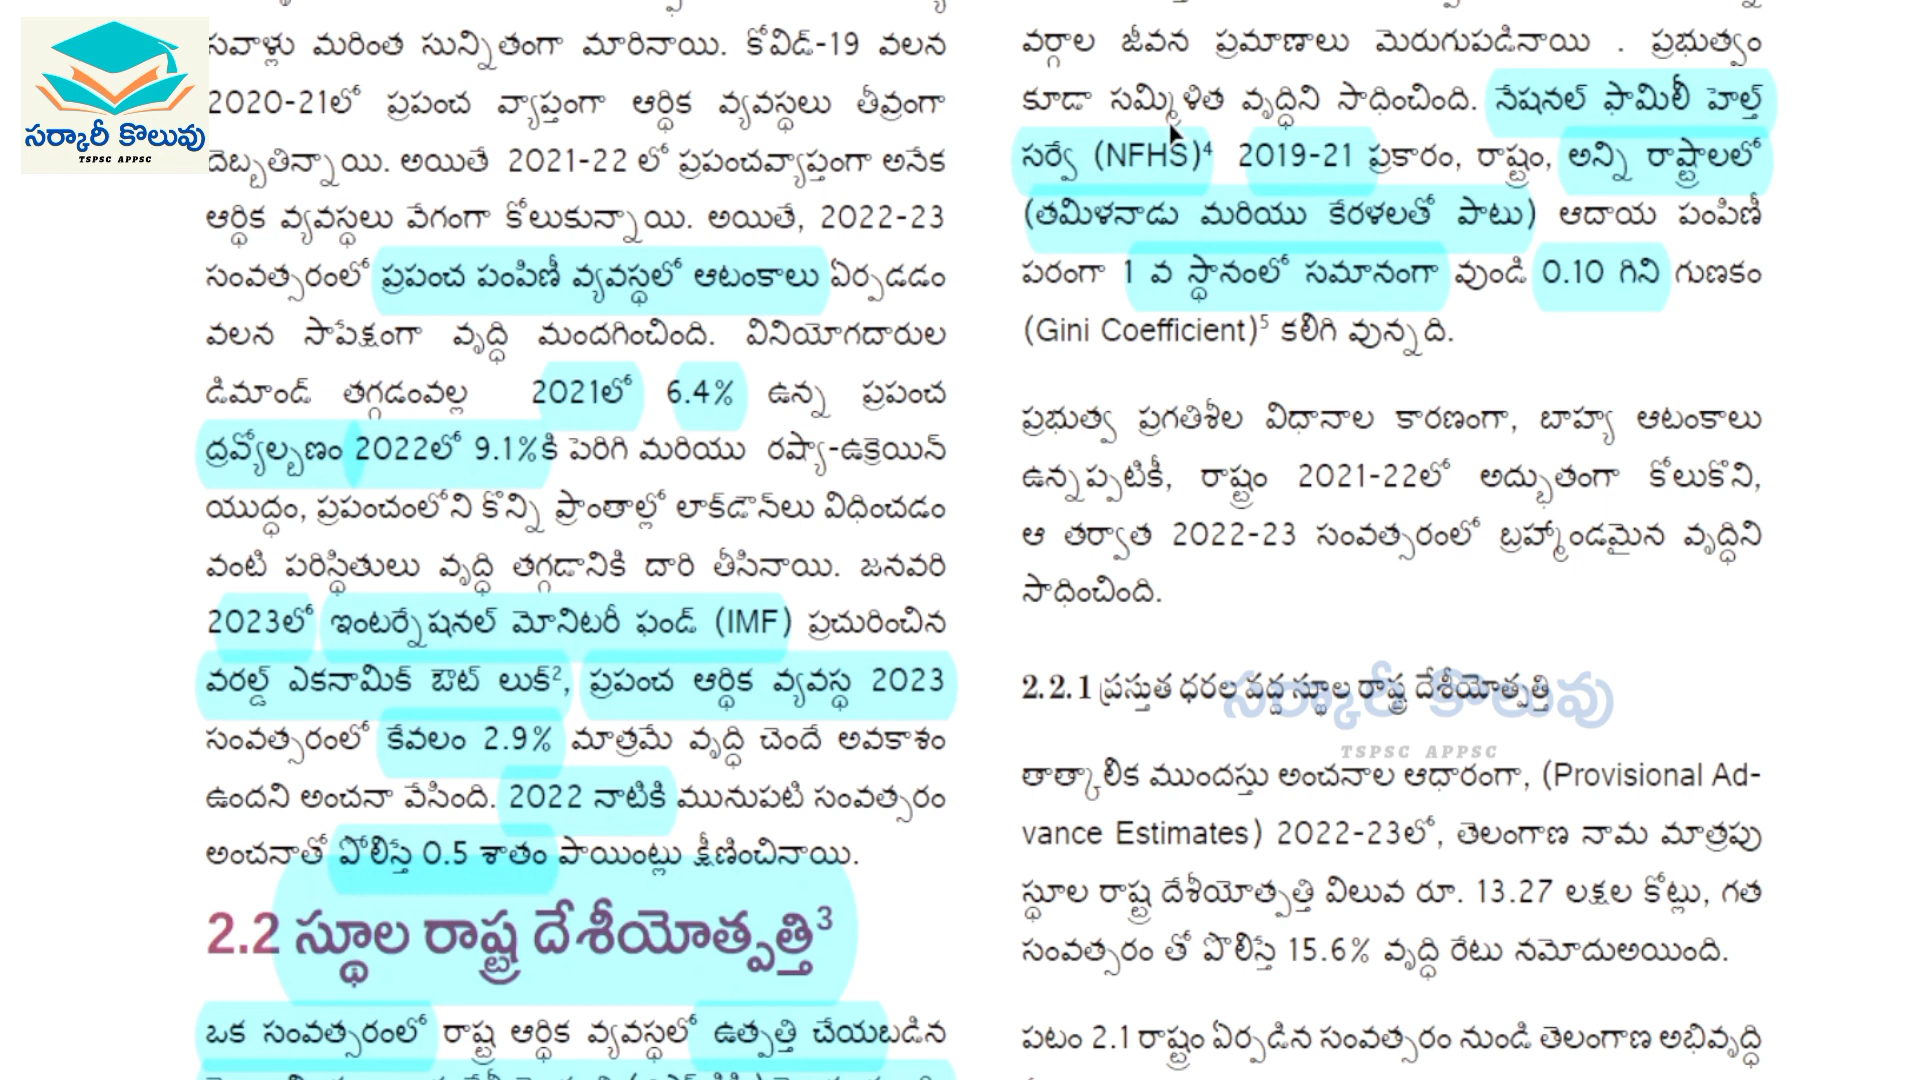 సర్కారీ కొలువు
TSPSC APPSC
సవాళ్లు మరింత సున్నితంగా మారినాయి. కోవిడ్-19 వలన
2020-21లో ప్రపంచ వ్యాప్తంగా ఆర్థిక వ్యవస్థలు తీవ్రంగా
దెబ్బతిన్నాయి. అయితే 2021-22 లో ప్రపంచవ్యాప్తంగా అనేక
ఆర్థిక వ్యవస్థలు వేగంగా కోలుకున్నాయి. అయితే, 2022-23
సంవత్సరంలో ప్రపంచ పంపిణీ వ్యవస్థలో ఆటంకాలు ఏర్పడడం
వలన సాపేక్షంగా వృద్ధి మందగించింది. వినియోగదారుల
డిమాండ్ తగ్గడంవల్ల 2021లో 6.4% ఉన్న ప్రపంచ
ద్రవ్యోల్బణం 2022లో 9.1%కి పెరిగి మరియు రష్యా-ఉక్రెయిన్
యుద్ధం, ప్రపంచంలోని కొన్ని ప్రాంతాల్లో లాక్‌డౌన్‌లు విధించడం
వంటి పరిస్థితులు వృద్ధి తగ్గడానికి దారి తీసినాయి. జనవరి
2023లో ఇంటర్నేషనల్ మోనిటరీ ఫండ్ (IMF) ప్రచురించిన
వరల్డ్ ఎకనామిక్ ఔట్ లుక్², ప్రపంచ ఆర్థిక వ్యవస్థ 2023
సంవత్సరంలో కేవలం 2.9% మాత్రమే వృద్ధి చెందే అవకాశం
ఉందని అంచనా వేసింది. 2022 నాటికి మునుపటి సంవత్సరం
అంచనాతో పోలిస్తే 0.5 శాతం పాయింట్లు క్షీణించినాయి.
2.2 స్థూల రాష్ట్ర దేశీయోత్పత్తి³
ఒక సంవత్సరంలో రాష్ట్ర ఆర్థిక వ్యవస్థలో ఉత్పత్తి చేయబడిన
వర్గాల జీవన ప్రమాణాలు మెరుగుపడినాయి . ప్రభుత్వం
కూడా సమ్మిళిత వృద్ధిని సాధించింది. నేషనల్ ఫామిలీ హెల్త్
సర్వే (NFHS)⁴ 2019-21 ప్రకారం, రాష్ట్రం, అన్ని రాష్ట్రాలలో
(తమిళనాడు మరియు కేరళలతో పాటు) ఆదాయ పంపిణీ
పరంగా 1 వ స్థానంలో సమానంగా వుండి 0.10 గిని గుణకం
(Gini Coefficient)⁵ కలిగి వున్నది.
ప్రభుత్వ ప్రగతిశీల విధానాల కారణంగా, బాహ్య ఆటంకాలు
ఉన్నప్పటికీ, రాష్ట్రం 2021-22లో అద్భుతంగా కోలుకొని,
ఆ తర్వాత 2022-23 సంవత్సరంలో బ్రహ్మాండమైన వృద్ధిని
సాధించింది.
2.2.1 ప్రస్తుత ధరల వద్ద స్థూల రాష్ట్ర దేశీయోత్పత్తి
సర్కారీ కొలువు
TSPSC APPSC
తాత్కాలిక ముందస్తు అంచనాల ఆధారంగా, (Provisional Ad-
vance Estimates) 2022-23లో, తెలంగాణ నామ మాత్రపు
స్థూల రాష్ట్ర దేశీయోత్పత్తి విలువ రూ. 13.27 లక్షల కోట్లు, గత
సంవత్సరం తో పొలిస్తే 15.6% వృద్ధి రేటు నమోదుఅయింది.
పటం 2.1 రాష్ట్రం ఏర్పడిన సంవత్సరం నుండి తెలంగాణ అభివృద్ధి